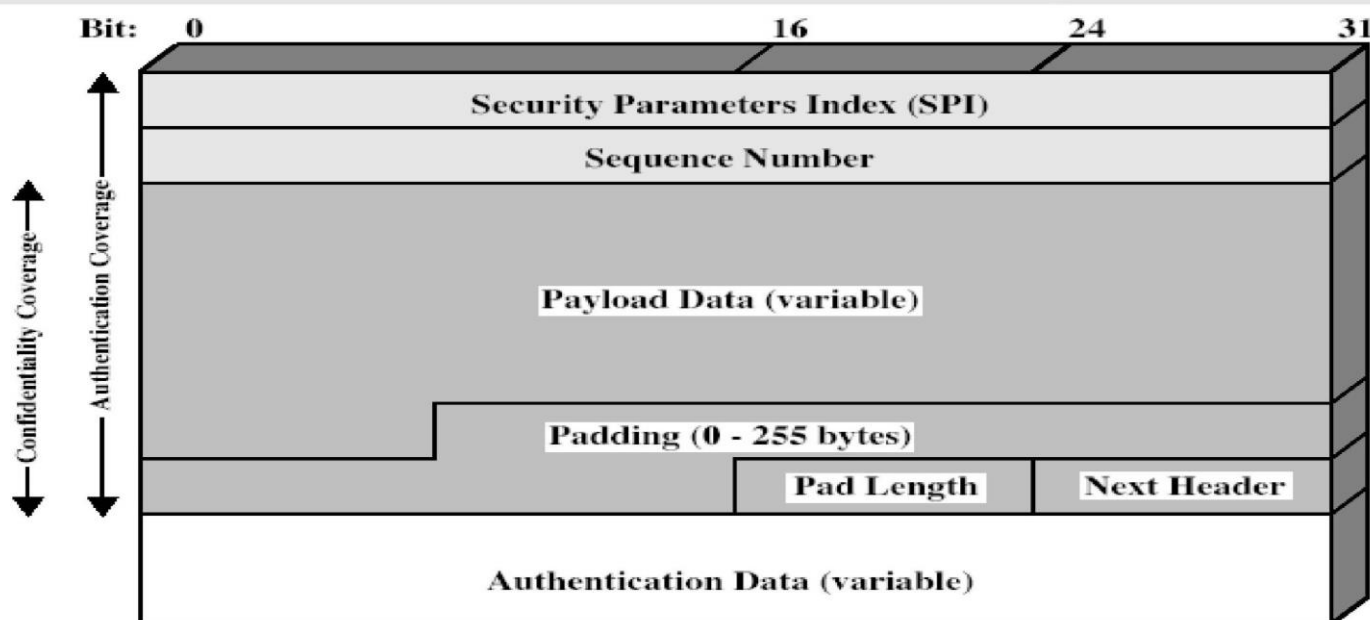 Bit: 0 16 24 31
Security Parameters Index (SPI)
Sequence Number
Confidentiality Coverage
Authentication Coverage
Payload Data (variable)
Padding (0 - 255 bytes)
Pad Length Next Header
Authentication Data (variable)